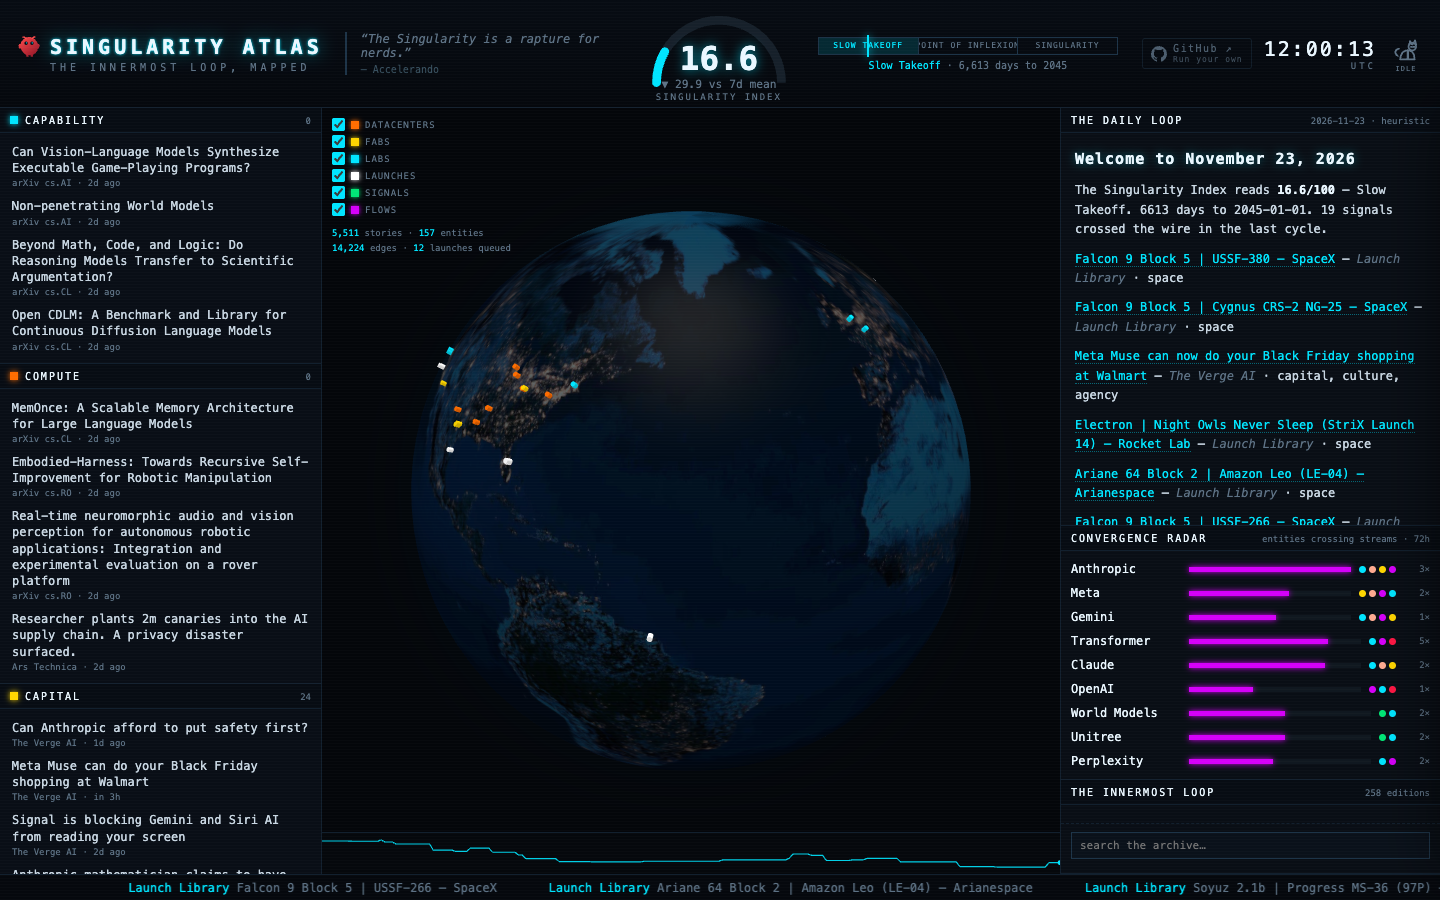 SINGULARITY ATLAS
THE INNERMOST LOOP, MAPPED
“The Singularity is a rapture for
nerds.”
— Accelerando
16.6
▼ 29.9 vs 7d mean
SINGULARITY INDEX
SLOW TAKEOFF
POINT OF INFLEXION
SINGULARITY
Slow Takeoff · 6,613 days to 2045
GitHub ↗
Run your own
12:00:13
UTC
IDLE
CAPABILITY
0
Can Vision-Language Models Synthesize
Executable Game-Playing Programs?
arXiv cs.AI · 2d ago
Non-penetrating World Models
arXiv cs.AI · 2d ago
Beyond Math, Code, and Logic: Do
Reasoning Models Transfer to Scientific
Argumentation?
arXiv cs.CL · 2d ago
Open CDLM: A Benchmark and Library for
Continuous Diffusion Language Models
arXiv cs.CL · 2d ago
COMPUTE
0
MemOnce: A Scalable Memory Architecture
for Large Language Models
arXiv cs.CL · 2d ago
Embodied-Harness: Towards Recursive Self-
Improvement for Robotic Manipulation
arXiv cs.RO · 2d ago
Real-time neuromorphic audio and vision
perception for autonomous robotic
applications: Integration and
experimental evaluation on a rover
platform
arXiv cs.RO · 2d ago
Researcher plants 2m canaries into the AI
supply chain. A privacy disaster
surfaced.
Ars Technica · 2d ago
CAPITAL
24
Can Anthropic afford to put safety first?
The Verge AI · 1d ago
Meta Muse can do your Black Friday
shopping at Walmart
The Verge AI · in 3h
Signal is blocking Gemini and Siri AI
from reading your screen
The Verge AI · 2d ago
Anthropic mathematician claims to have
DATACENTERS
FABS
LABS
LAUNCHES
SIGNALS
FLOWS
5,511 stories · 157 entities
14,224 edges · 12 launches queued
THE DAILY LOOP
2026-11-23 · heuristic
Welcome to November 23, 2026
The Singularity Index reads 16.6/100 — Slow
Takeoff. 6613 days to 2045-01-01. 19 signals
crossed the wire in the last cycle.
Falcon 9 Block 5 | USSF-380 — SpaceX — Launch
Library · space
Falcon 9 Block 5 | Cygnus CRS-2 NG-25 — SpaceX —
Launch Library · space
Meta Muse can now do your Black Friday shopping
at Walmart — The Verge AI · capital, culture,
agency
Electron | Night Owls Never Sleep (StriX Launch
14) — Rocket Lab — Launch Library · space
Ariane 64 Block 2 | Amazon Leo (LE-04) —
Arianespace — Launch Library · space
Falcon 9 Block 5 | USSF-266 — SpaceX — Launch
CONVERGENCE RADAR
entities crossing streams · 72h
Anthropic
3×
Meta
2×
Gemini
1×
Transformer
5×
Claude
2×
OpenAI
1×
World Models
2×
Unitree
2×
Perplexity
2×
THE INNERMOST LOOP
258 editions
search the archive…
Launch Library Falcon 9 Block 5 | USSF-266 — SpaceX
Launch Library Ariane 64 Block 2 | Amazon Leo (LE-04) — Arianespace
Launch Library Soyuz 2.1b | Progress MS-36 (97P)